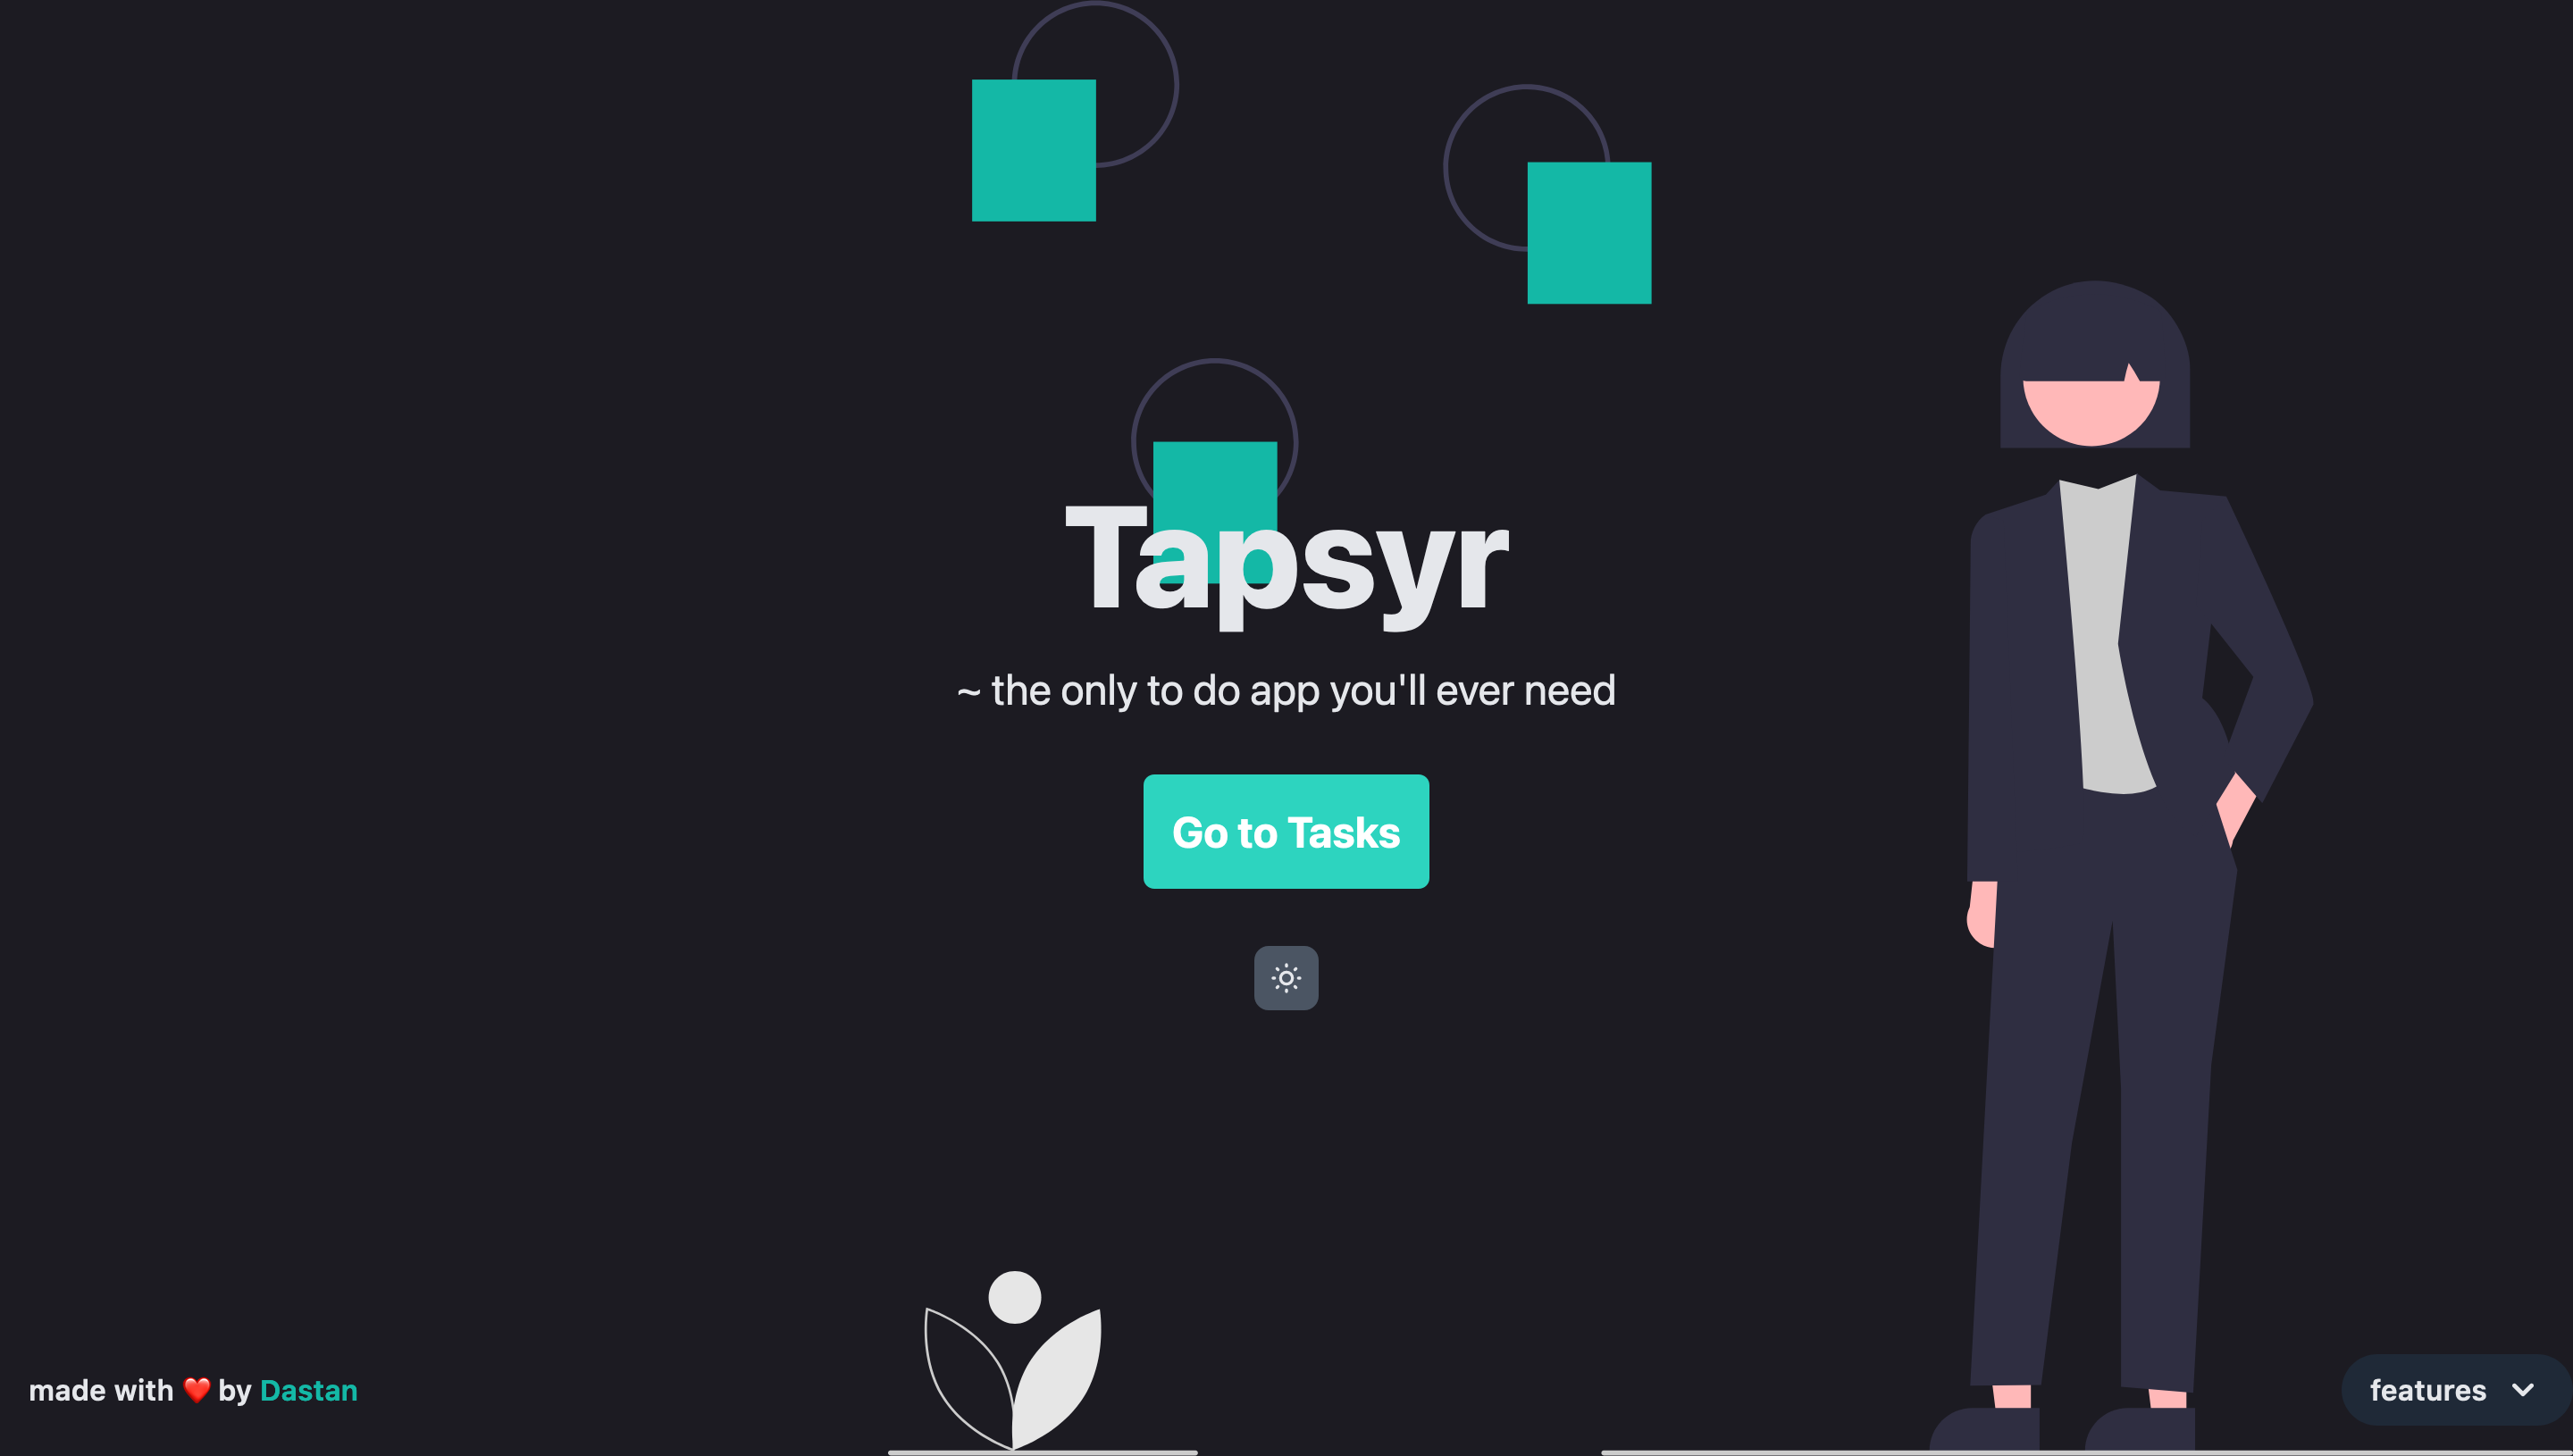 Tapsyr
~ the only to do app you'll ever need
Go to Tasks
made with ❤️ by Dastan
features